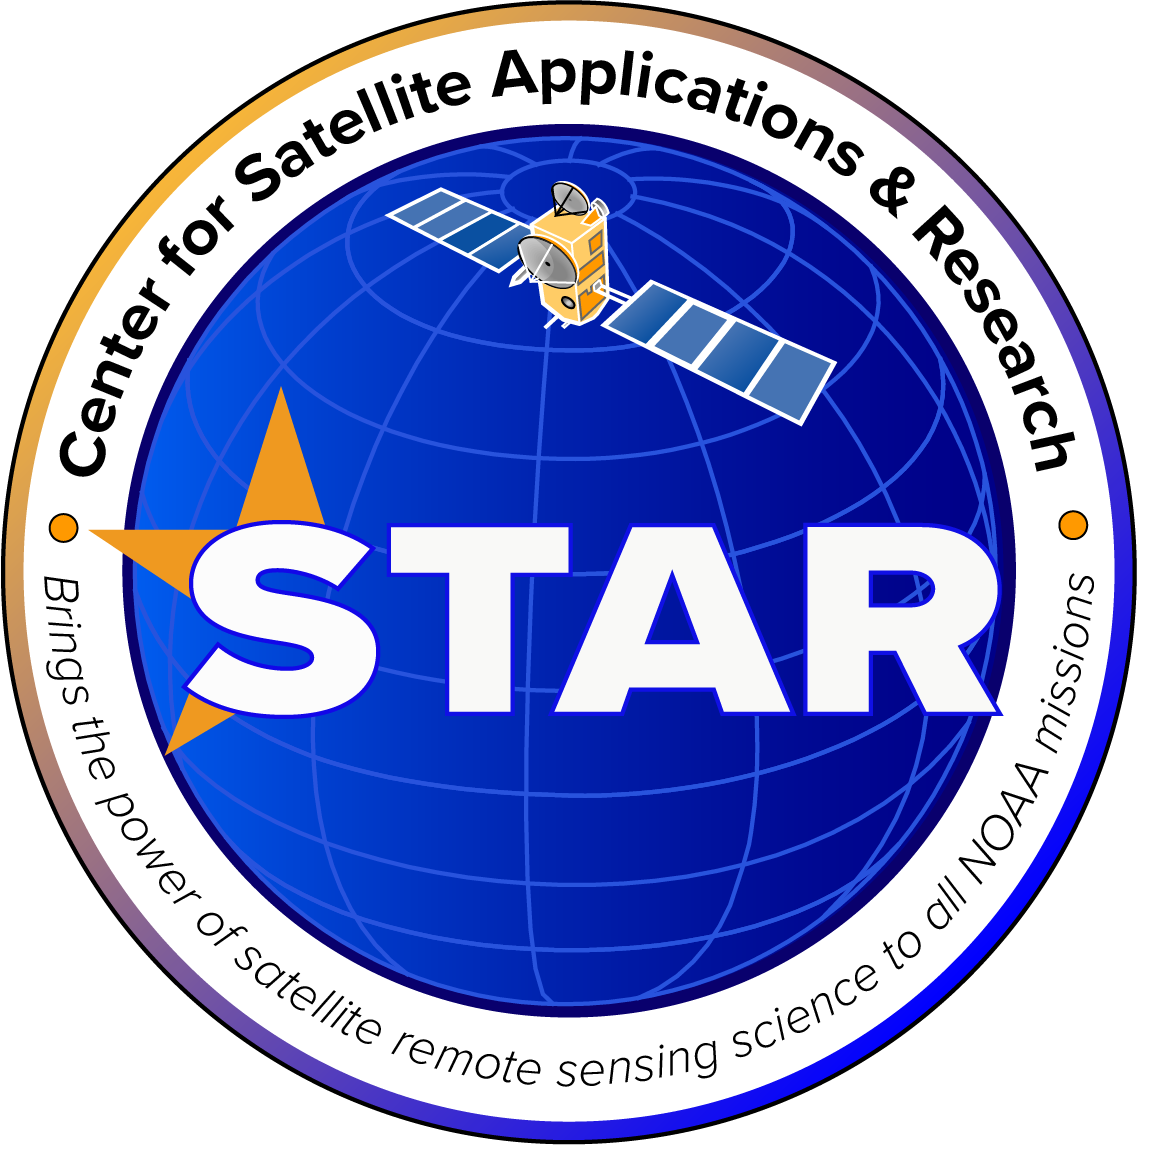 Center for Satellite Applications & Research
STAR
Brings the power of satellite remote sensing science to all NOAA missions